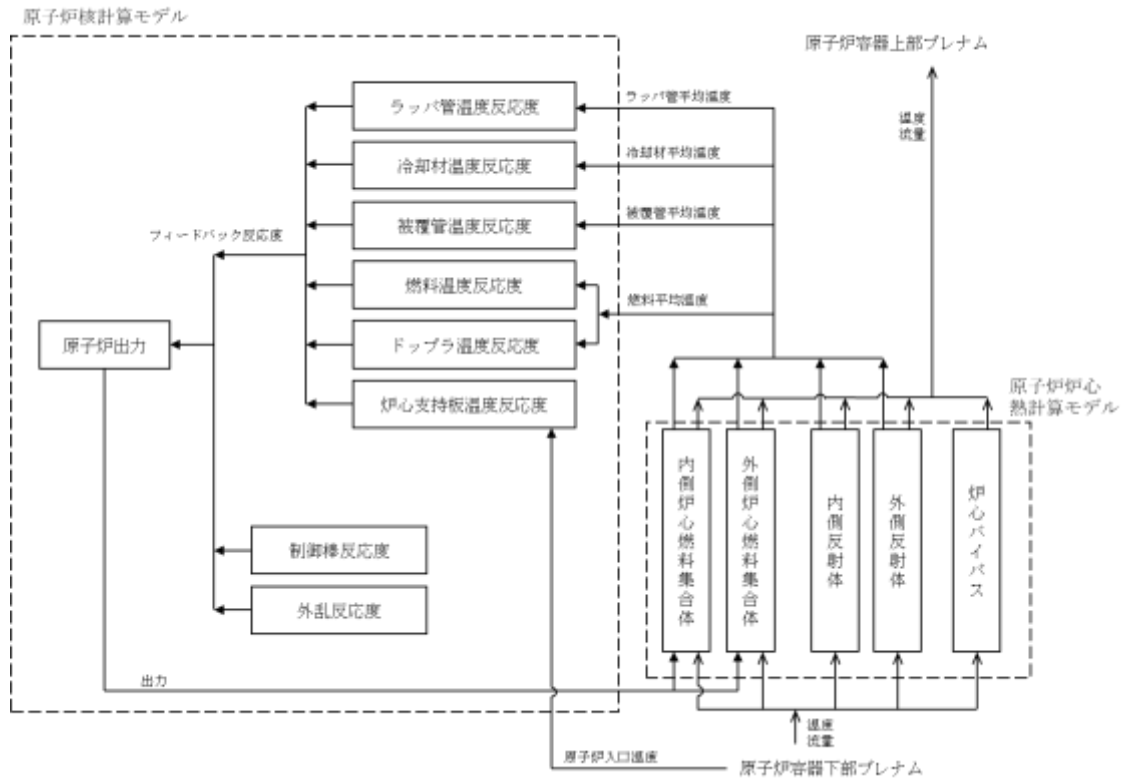 原子炉核計算モデル
原子炉容器上部プレナム
ラッパ管温度反応度
ラッパ管平均温度
温度
流量
冷却材温度反応度
冷却材平均温度
被覆管温度反応度
被覆管平均温度
フィードバック反応度
燃料温度反応度
燃料平均温度
原子炉出力
ドップラ温度反応度
炉心支持板温度反応度
原子炉炉心
熱計算モデル
内側炉心燃料集合体
外側炉心燃料集合体
内側反射体
外側反射体
炉心バイパス
制御棒反応度
外乱反応度
出力
温度
流量
原子炉入口温度
原子炉容器下部プレナム